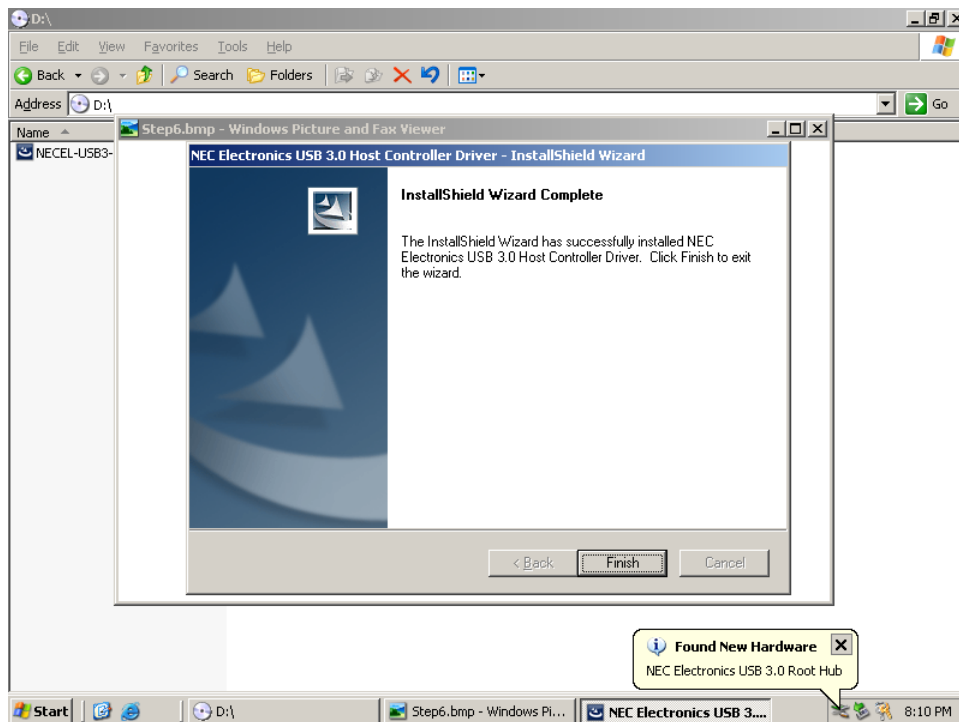 D:\
File Edit View Favorites Tools Help
Back Search Folders
Address D:\ Go
Name
NECEL-USB3-
Step6.bmp - Windows Picture and Fax Viewer
NEC Electronics USB 3.0 Host Controller Driver - InstallShield Wizard
InstallShield Wizard Complete
The InstallShield Wizard has successfully installed NEC
Electronics USB 3.0 Host Controller Driver. Click Finish to exit
the wizard.
< Back Finish Cancel
Found New Hardware
NEC Electronics USB 3.0 Root Hub
Start D:\ Step6.bmp - Windows Pi... NEC Electronics USB 3.... 8:10 PM